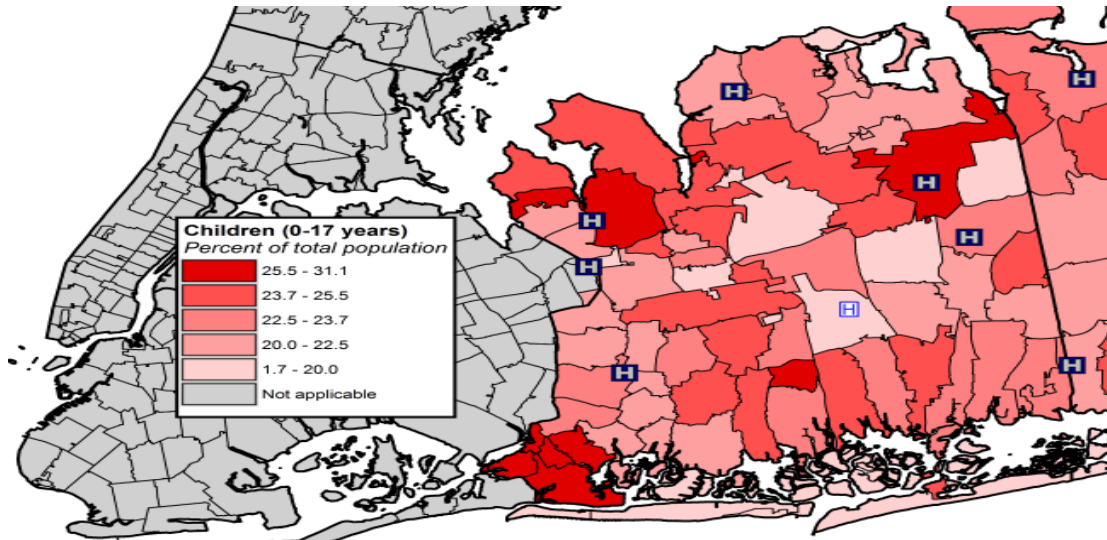 H
H
H
H
H
H
Children (0-17 years)
Percent of total population
25.5 - 31.1
23.7 - 25.5
22.5 - 23.7
20.0 - 22.5
1.7 - 20.0
Not applicable
H
H
H